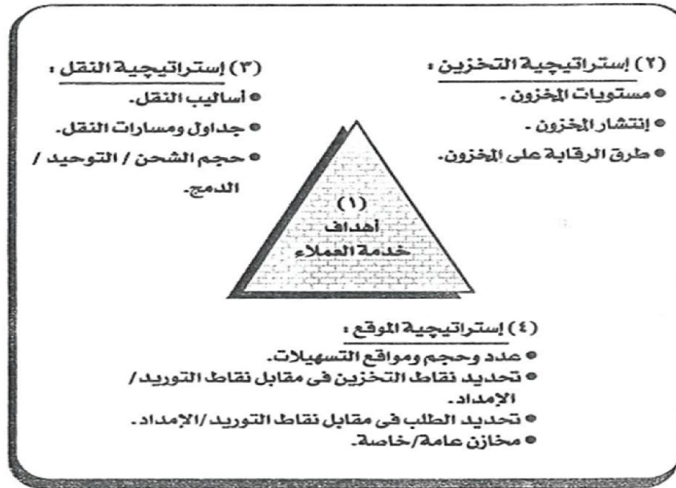 (٢) إستراتيجية التخزين :
● مستويات المخزون .
● إنتشار المخزون .
● طرق الرقابة على المخزون.
(٣) إستراتيجية النقل :
● أساليب النقل.
● جداول ومسارات النقل.
● حجم الشحن / التوحيد /
الدمج.
(١)
أهداف
خدمة العملاء
(٤) إستراتيجية الموقع :
● عدد وحجم ومواقع التسهيلات.
● تحديد نقاط التخزين فى مقابل نقاط التوريد/
الإمداد.
● تحديد الطلب فى مقابل نقاط التوريد/الإمداد.
● مخازن عامة/خاصة.